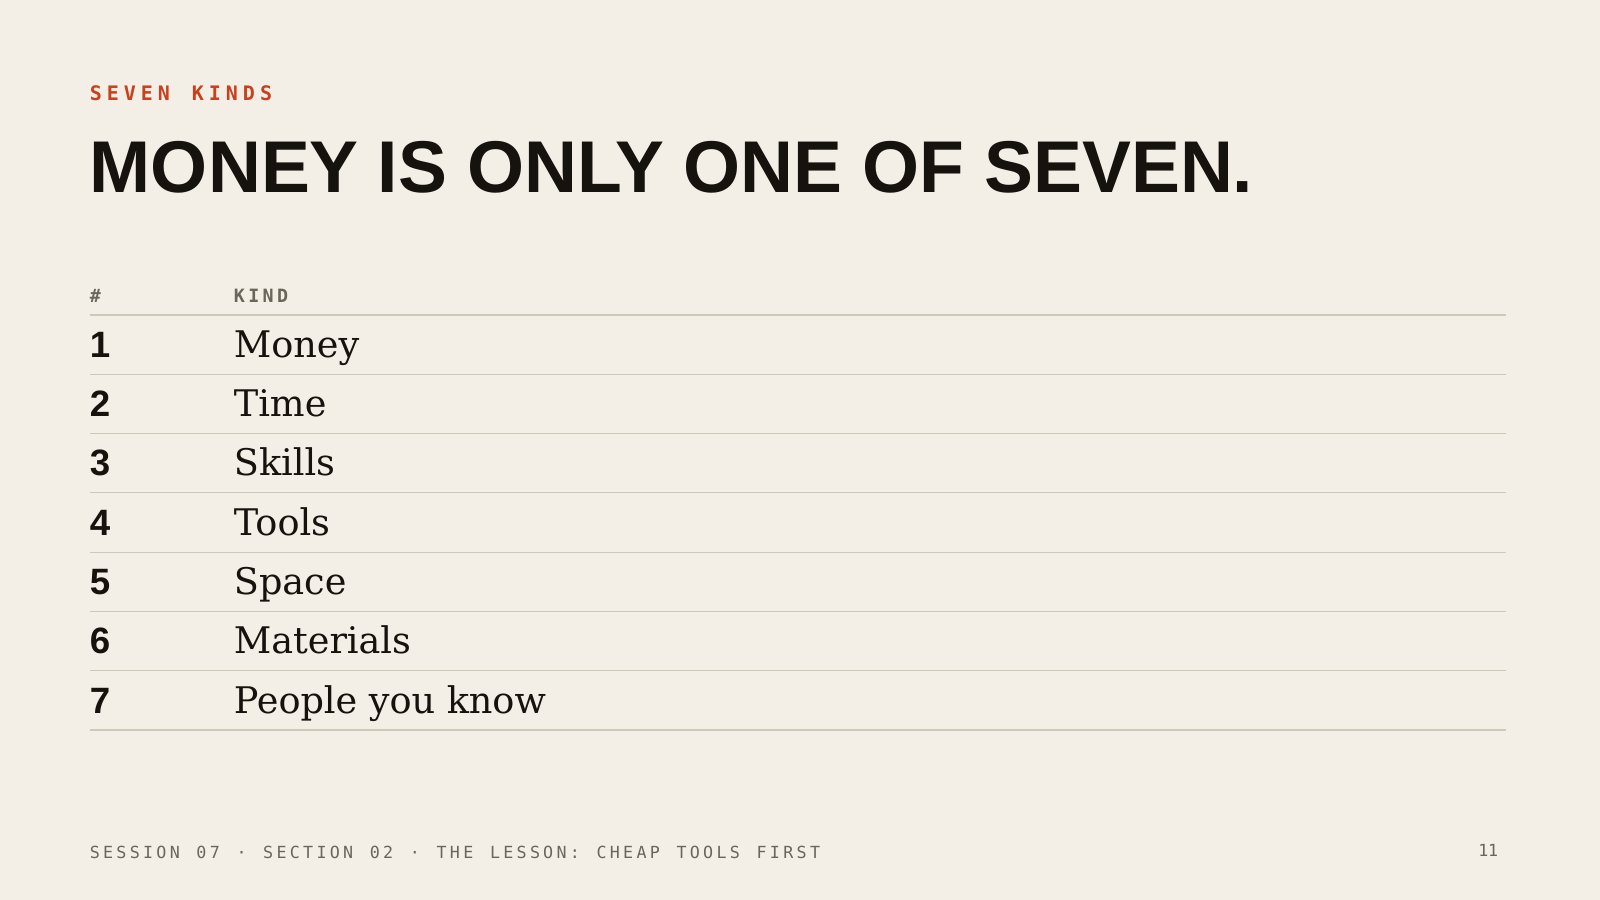 SEVEN KINDS
MONEY IS ONLY ONE OF SEVEN.
# KIND
1 Money
2 Time
3 Skills
4 Tools
5 Space
6 Materials
7 People you know
SESSION 07 · SECTION 02 · THE LESSON: CHEAP TOOLS FIRST 11